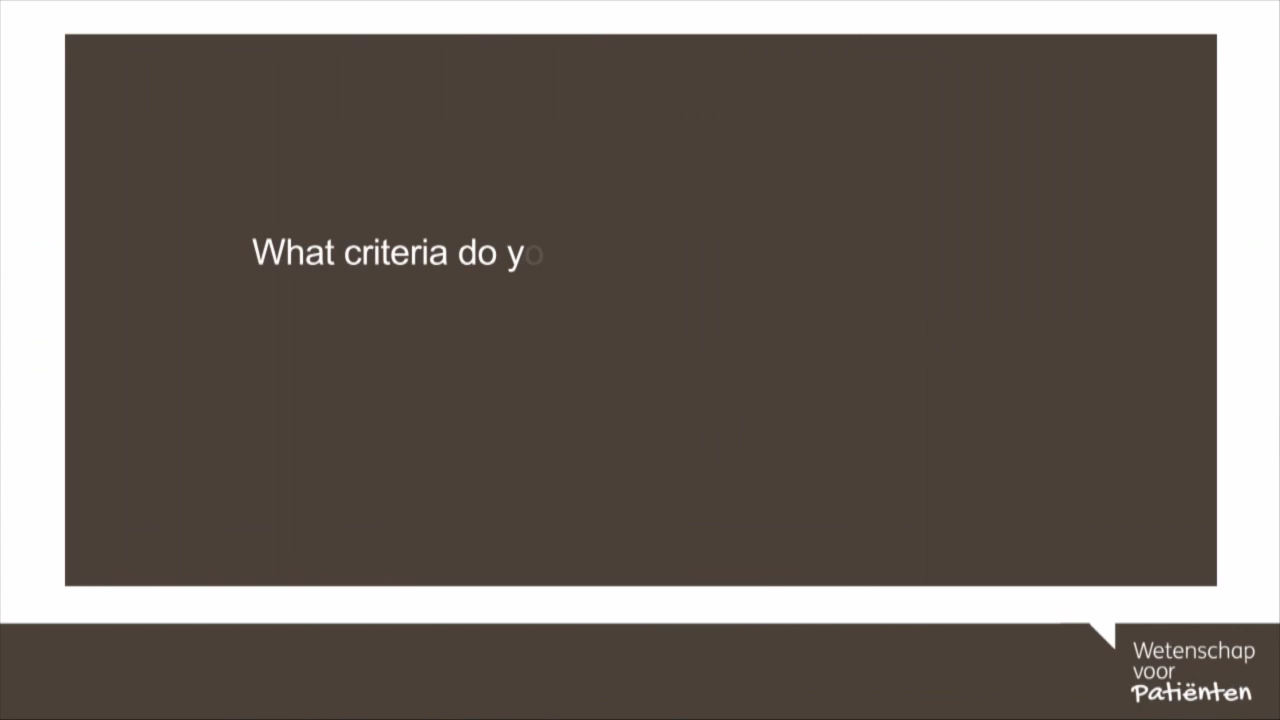 What criteria do yo
Wetenschap
voor
Patiënten